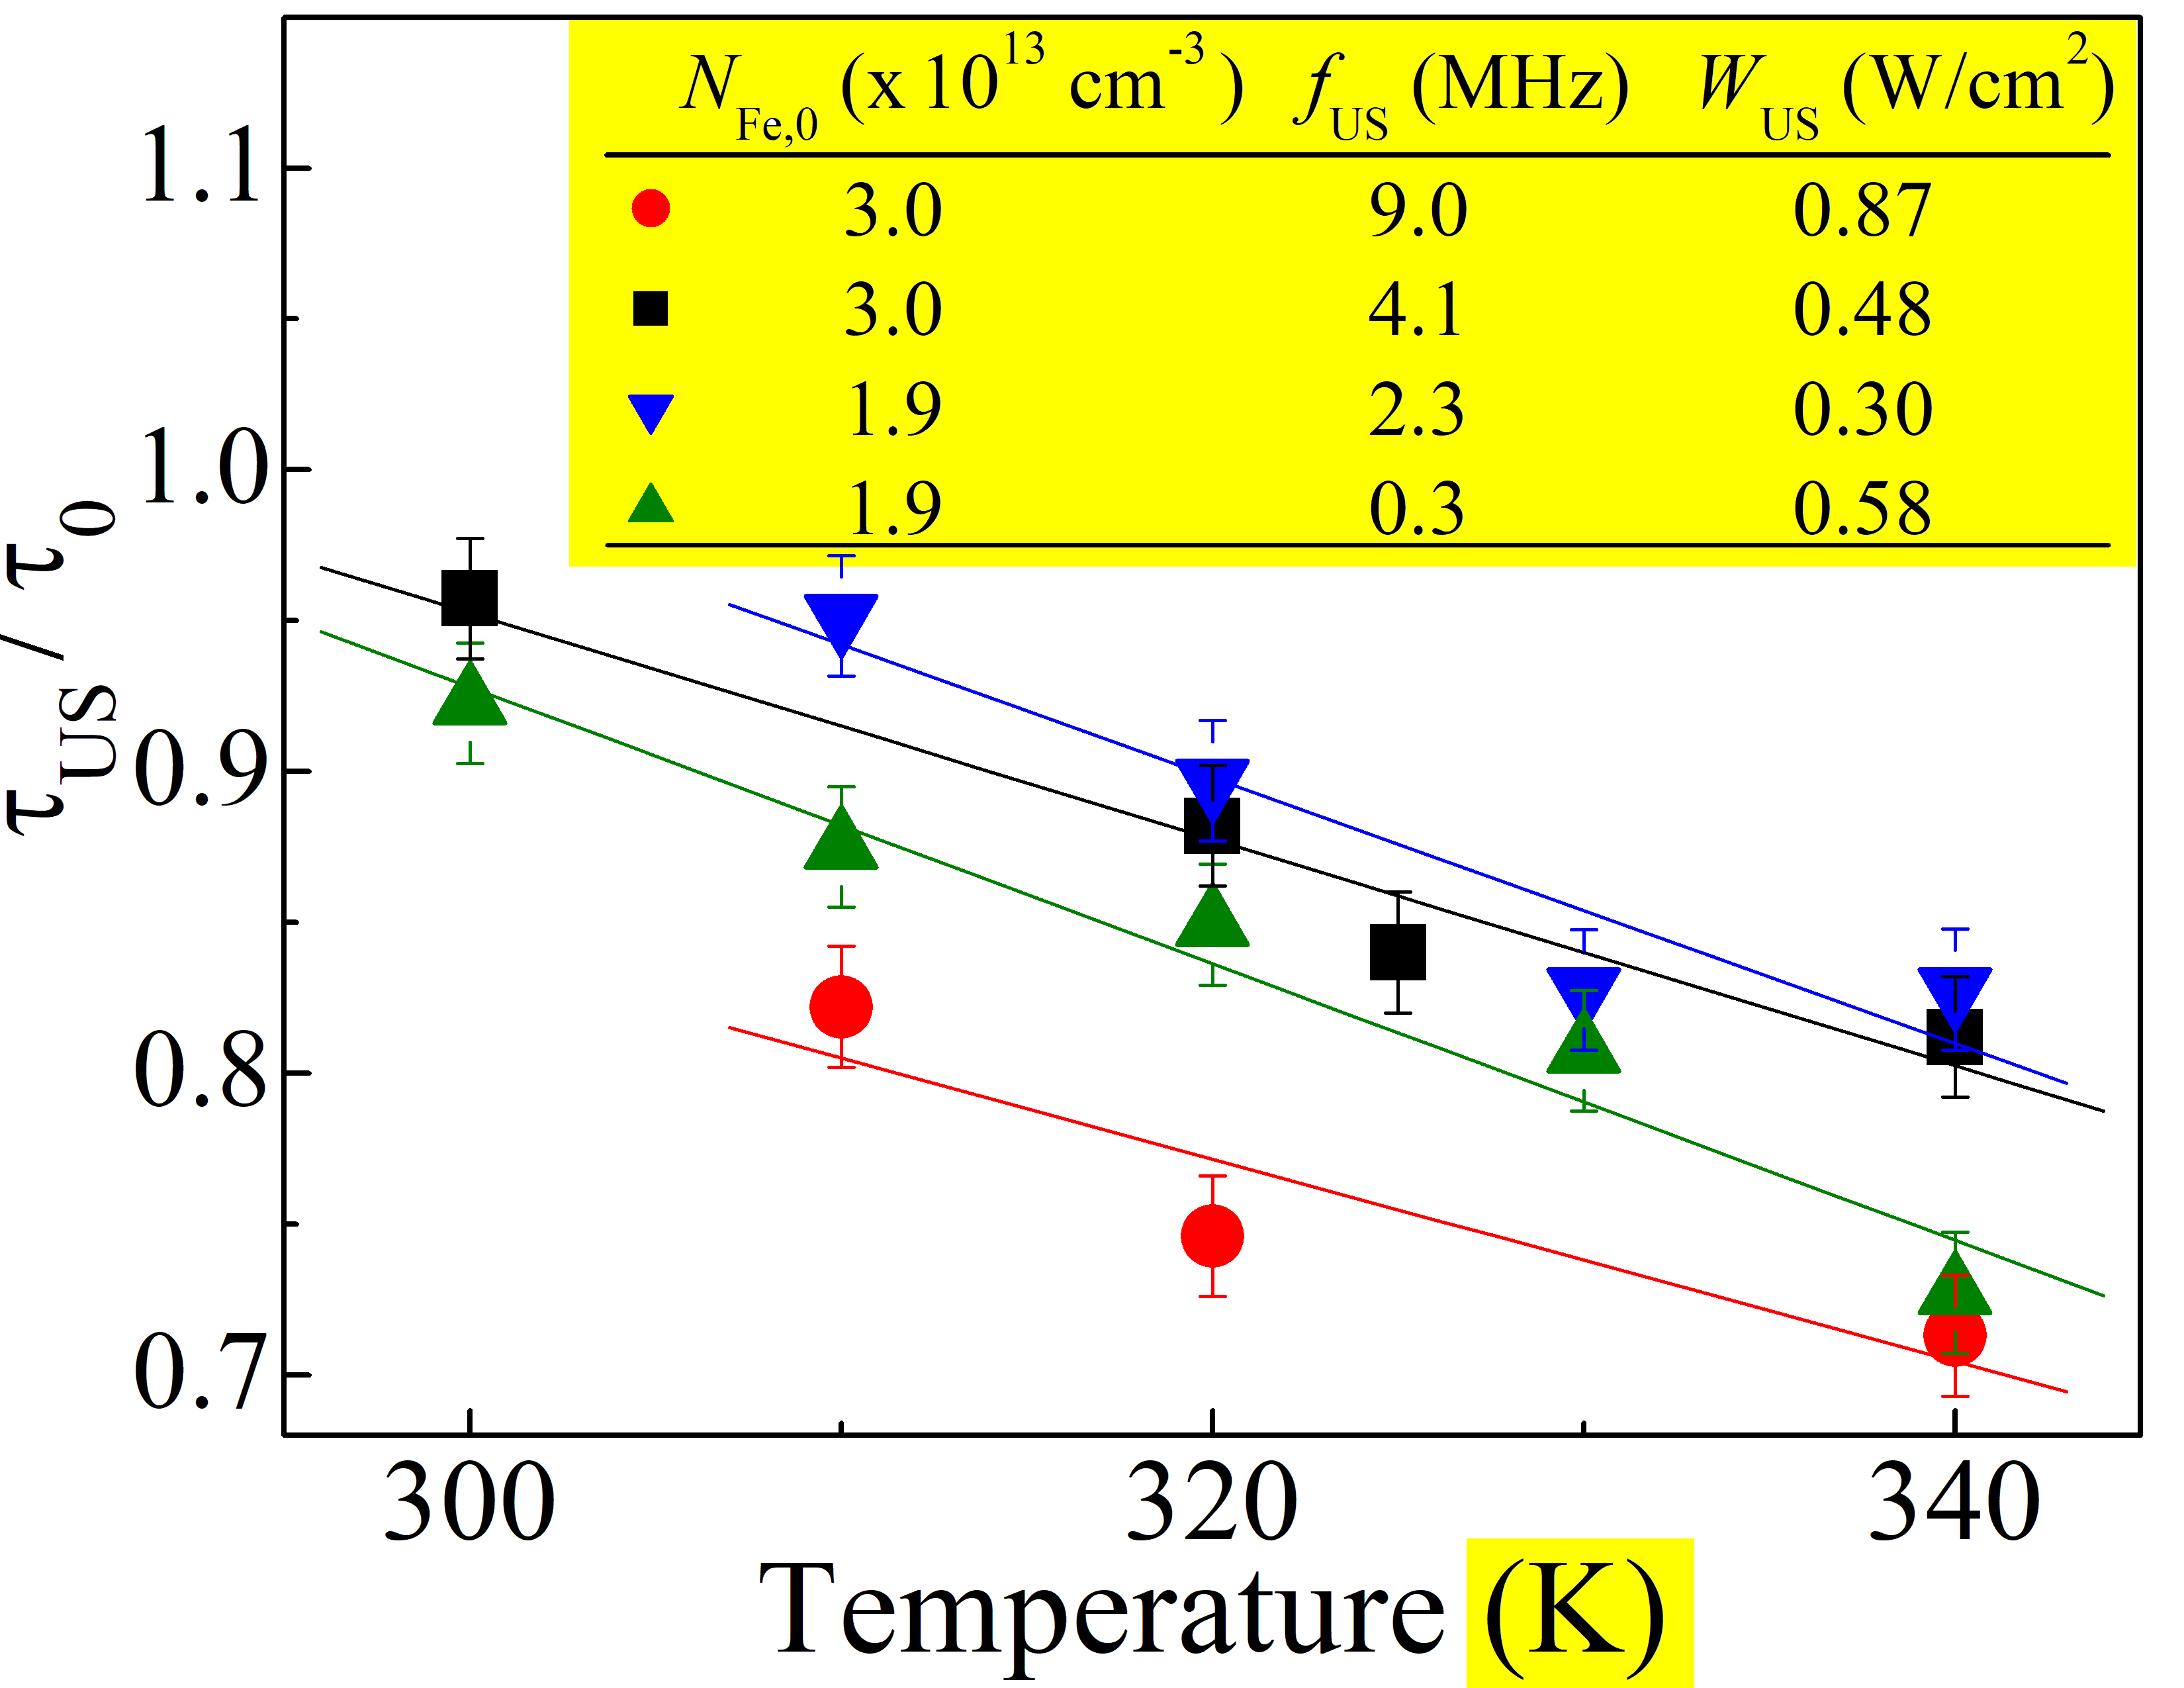 N_Fe,0 (x 10^13 cm^-3) f_US (MHz) W_US (W/cm^2)
3.0 9.0 0.87
3.0 4.1 0.48
1.9 2.3 0.30
1.9 0.3 0.58
1.1
1.0
0.9
0.8
0.7
τ_US / τ_0
300 320 340
Temperature (K)